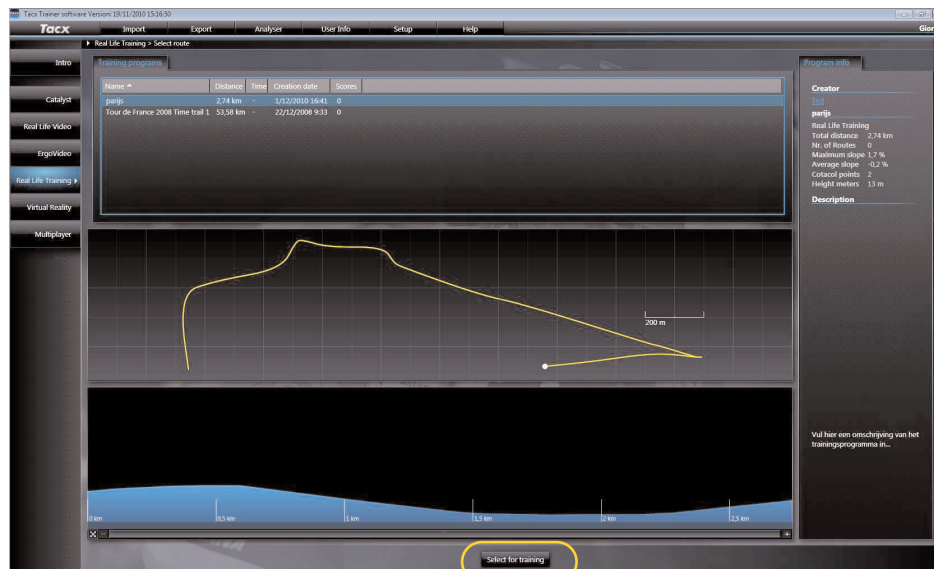 Tacx Trainer software Version: 19/11/2010 15:16:50
Tacx Import Export Analyser User Info Setup Help Gior
Real Life Training > Select route
Intro
Catalyst
Real Life Video
ErgoVideo
Real Life Training
Virtual Reality
Multiplayer
Training programs
Name Distance Time Creation date Scores
parijs 2,74 km - 1/12/2010 16:41 0
Tour de France 2008 Time trail 1 53,58 km - 22/12/2008 9:33 0
200 m
0 km 0,5 km 1 km 1,5 km 2 km 2,5 km
Select for training
Program info
Creator
Ted
parijs
Real Life Training
Total distance 2,74 km
Nr. of Routes 0
Maximum slope 1,7 %
Average slope -0,2 %
Cotacol points 2
Height meters 13 m
Description
Vul hier een omschrijving van het
trainingsprogramma in...